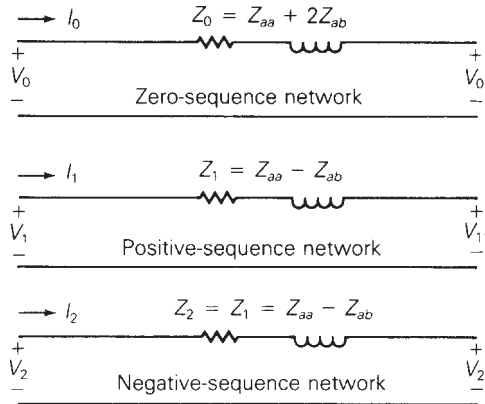 I₀ Z₀ = Zₐₐ + 2Zₐb
+ +
V₀ V₀
− −
Zero-sequence network
I₁ Z₁ = Zₐₐ − Zₐb
+ +
V₁ V₁
− −
Positive-sequence network
I₂ Z₂ = Z₁ = Zₐₐ − Zₐb
+ +
V₂ V₂
− −
Negative-sequence network